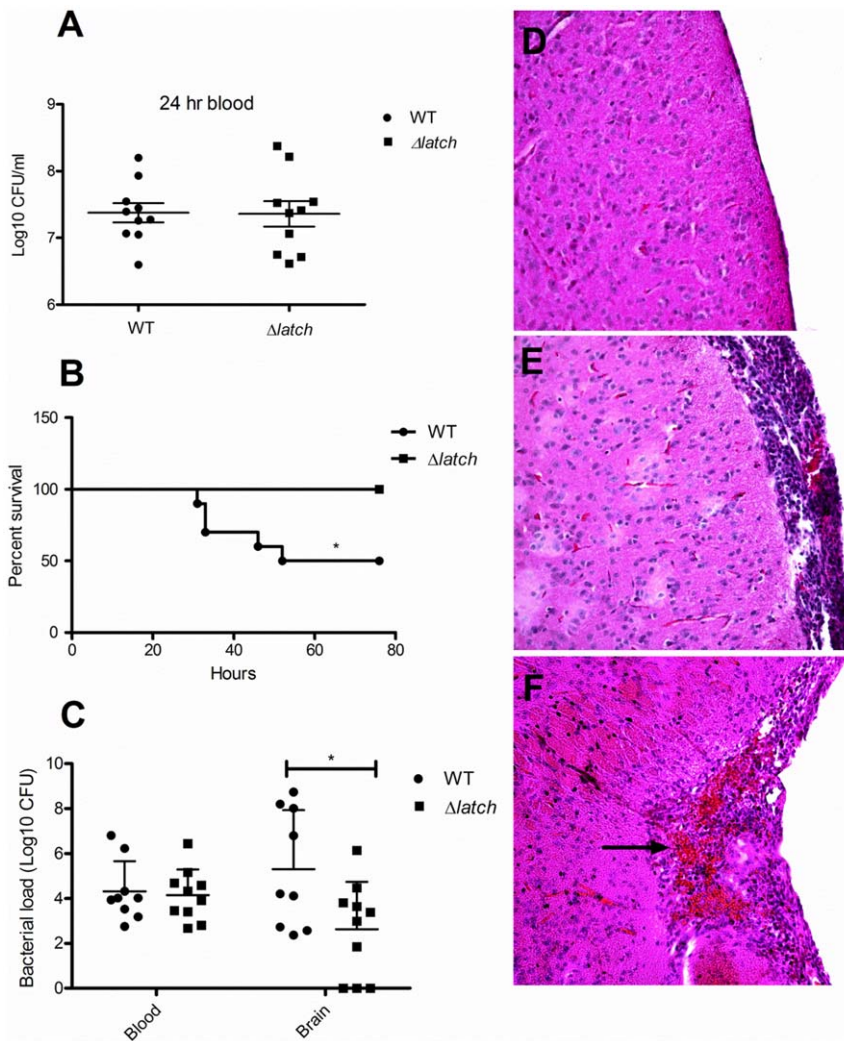 A
24 hr blood
WT
Δlatch
Log10 CFU/ml
9
8
7
6
WT
Δlatch
B
WT
Δlatch
Percent survival
150
100
50
0
*
0
20
40
60
80
Hours
C
WT
Δlatch
Bacterial load (Log10 CFU)
10
8
6
4
2
0
*
Blood
Brain
D
E
F